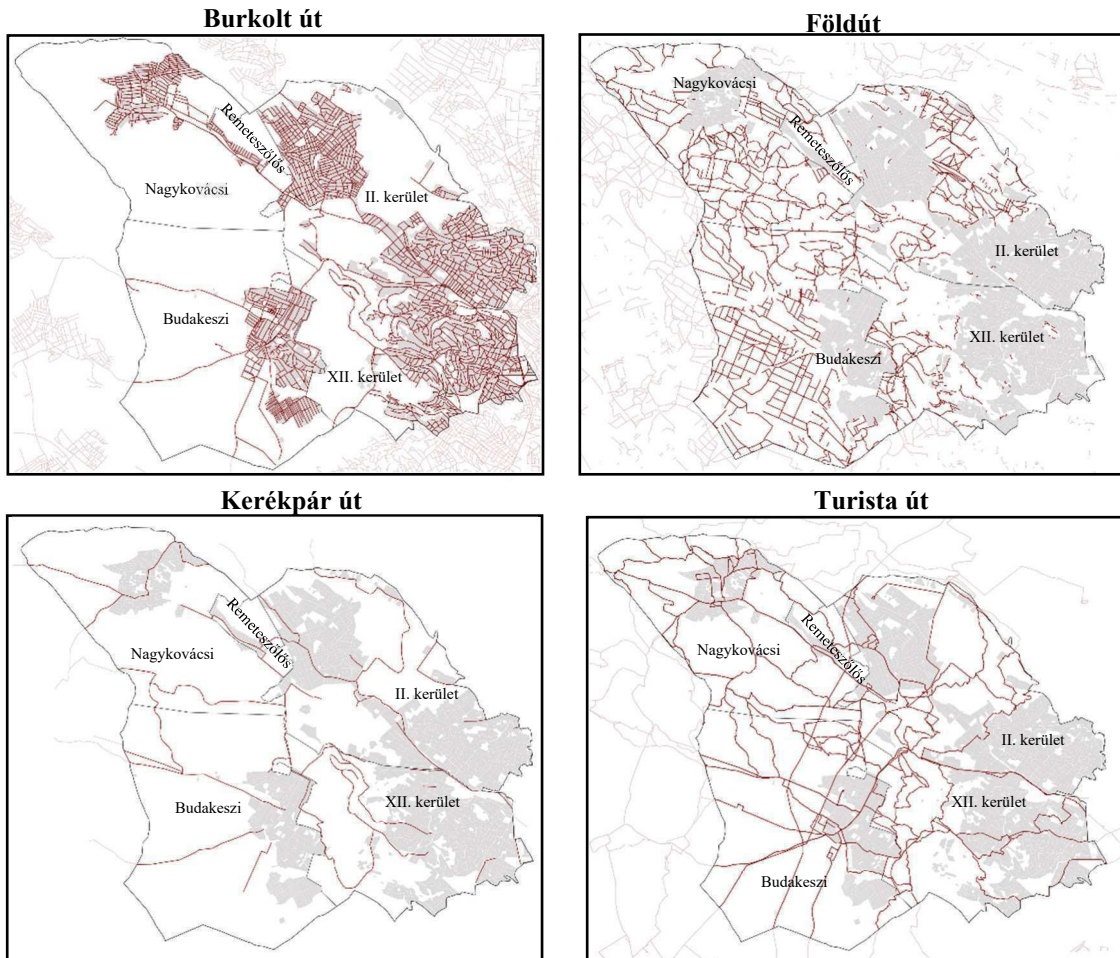 Burkolt út
Remeteszőlős
Nagykovácsi
II. kerület
Budakeszi
XII. kerület
Földút
Nagykovácsi
Remeteszőlős
II. kerület
XII. kerület
Budakeszi
Kerékpár út
Remeteszőlős
Nagykovácsi
II. kerület
XII. kerület
Budakeszi
Turista út
Remeteszőlős
Nagykovácsi
II. kerület
XII. kerület
Budakeszi